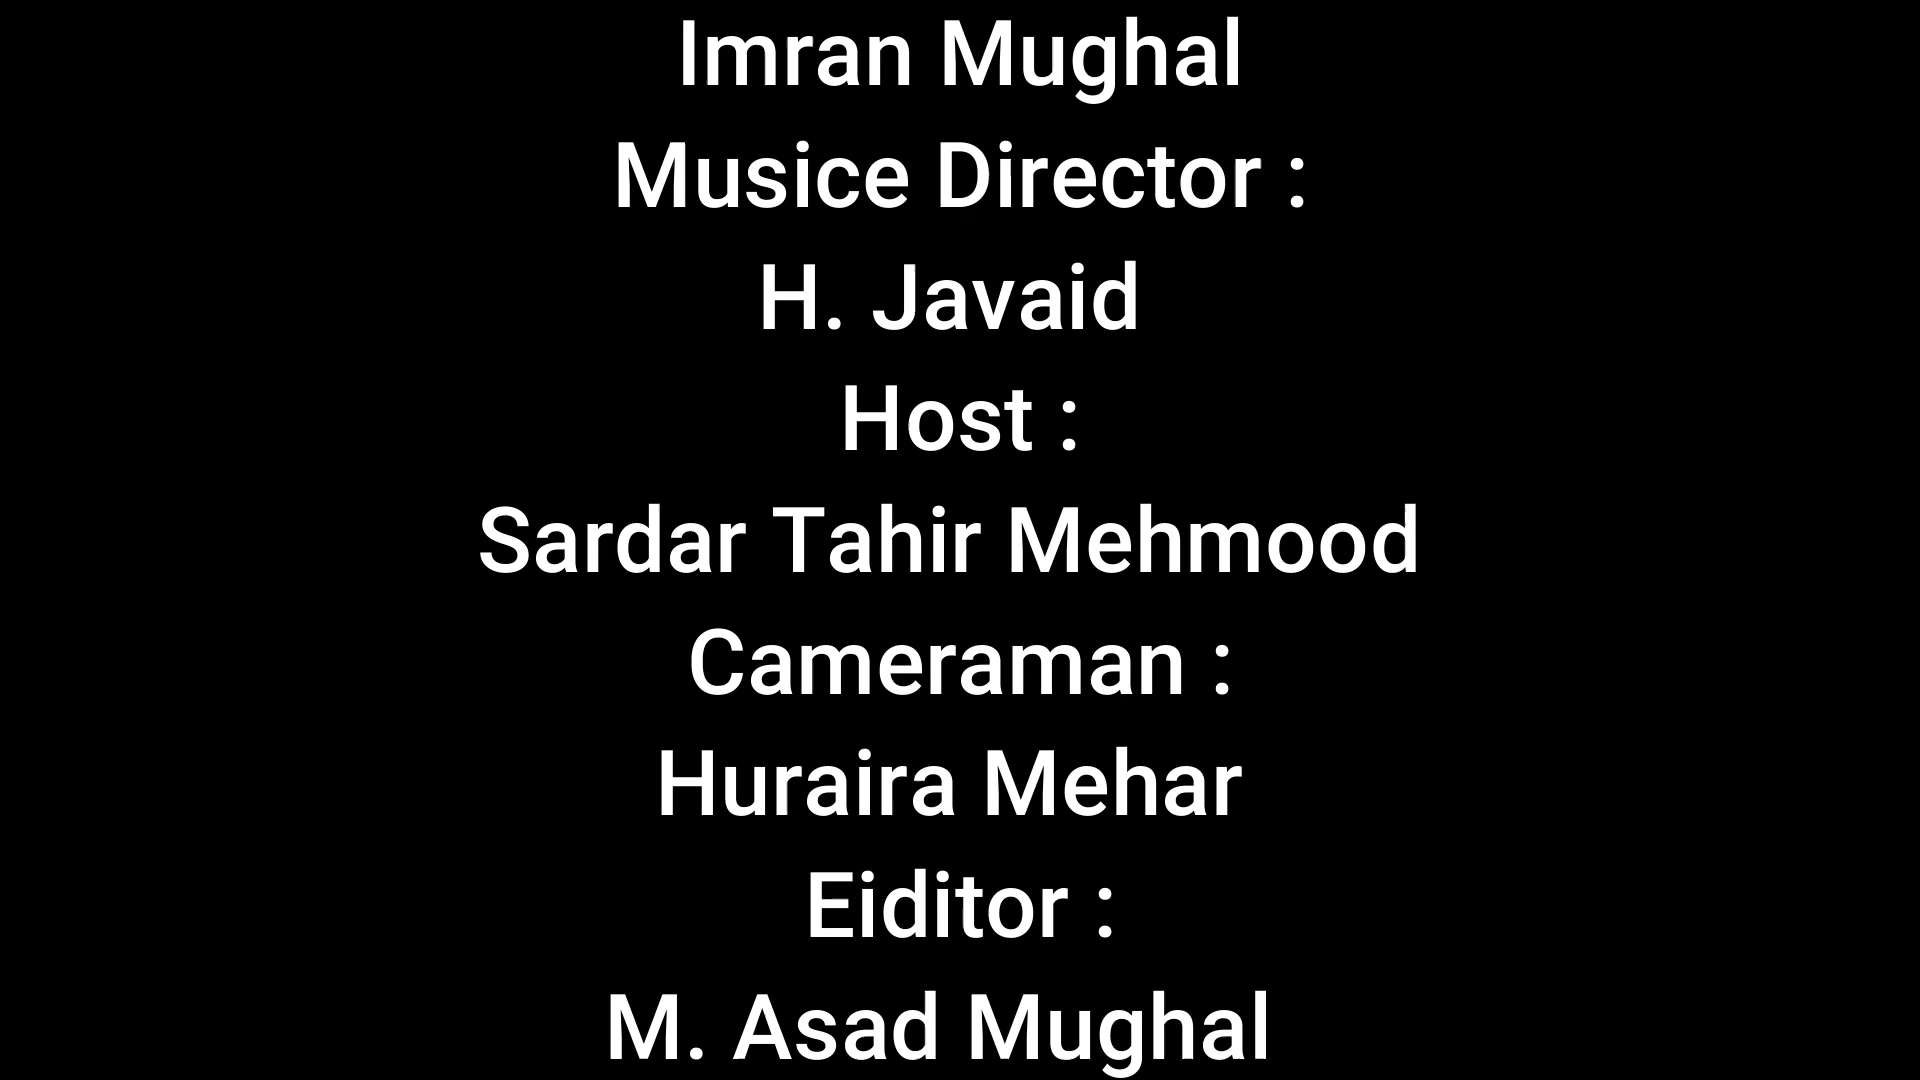 Imran Mughal
Musice Director :
H. Javaid
Host :
Sardar Tahir Mehmood
Cameraman :
Huraira Mehar
Eiditor :
M. Asad Mughal